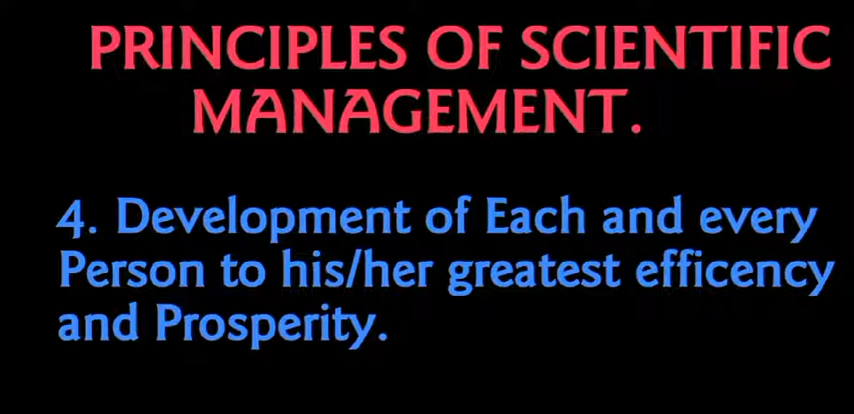 PRINCIPLES OF SCIENTIFIC
MANAGEMENT.
4. Development of Each and every
Person to his/her greatest efficency
and Prosperity.